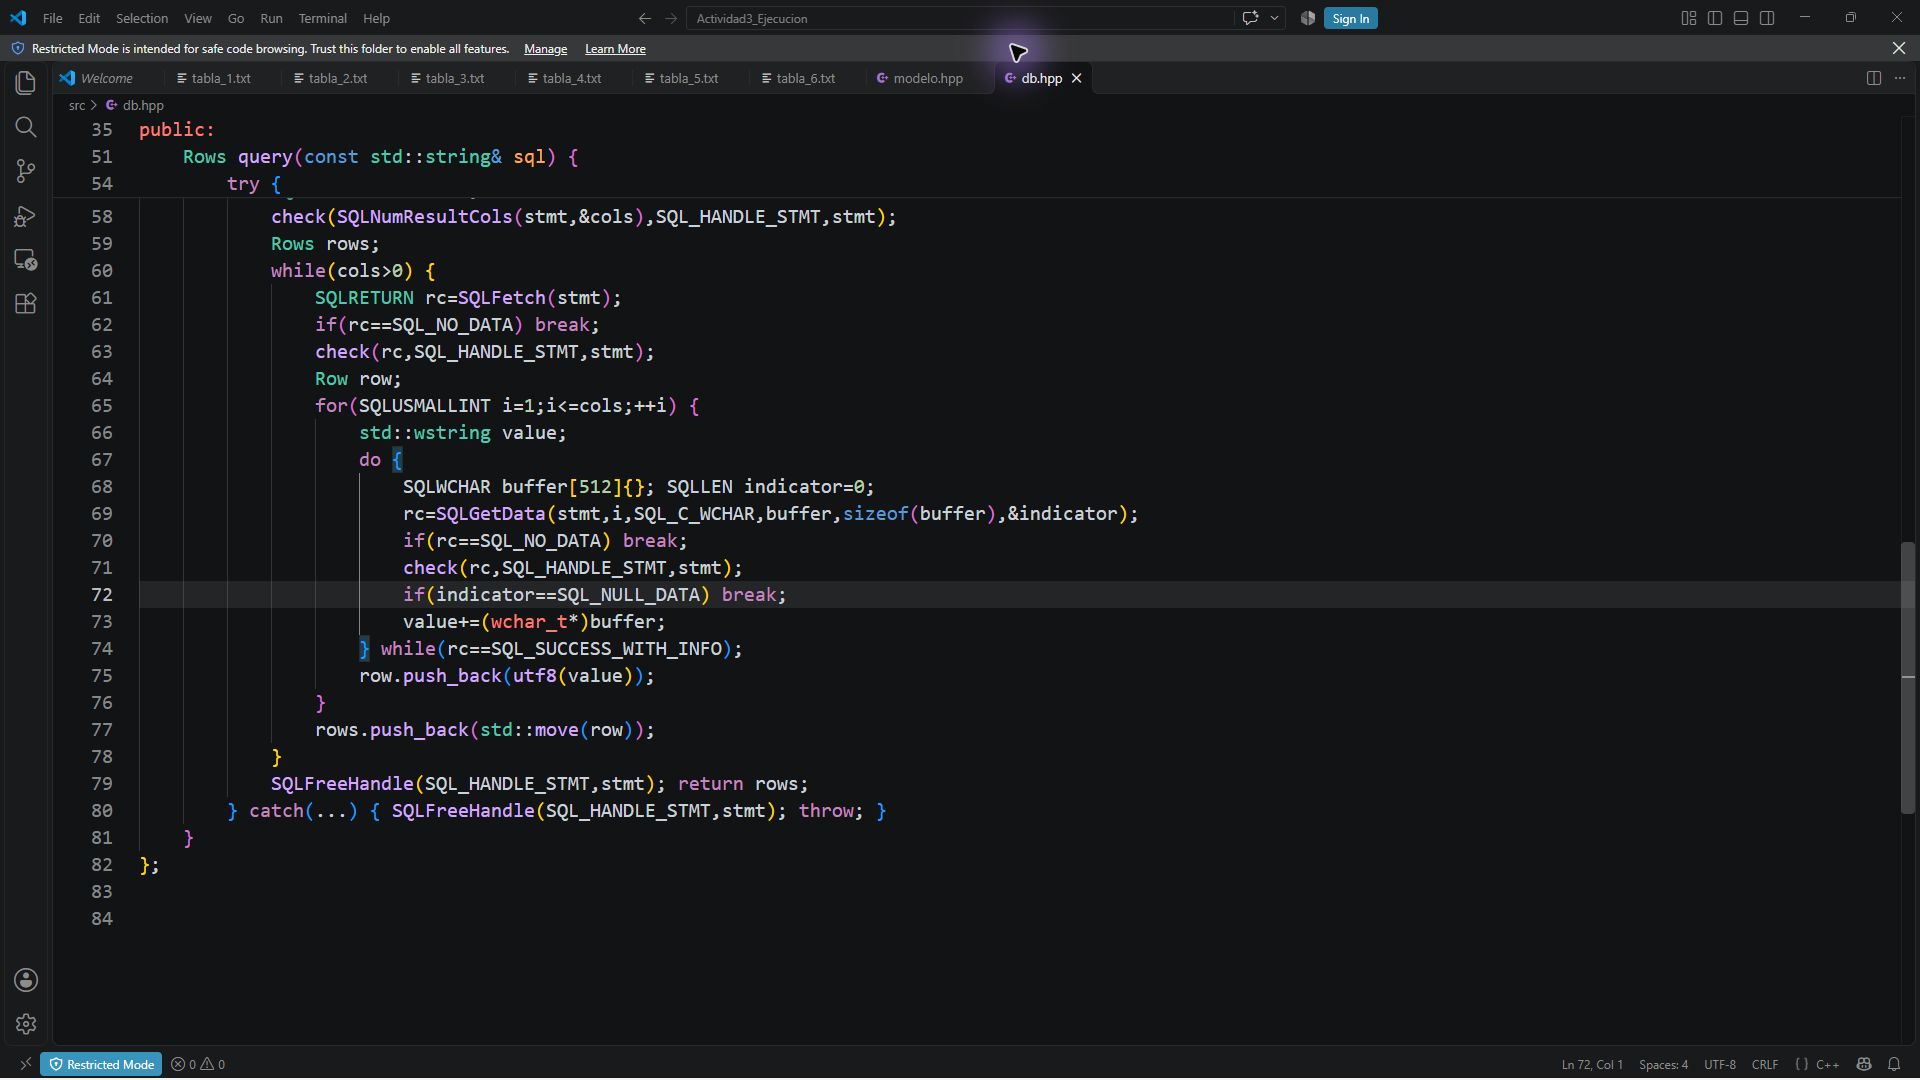 File Edit Selection View Go Run Terminal Help
Actividad3_Ejecucion
Sign In
Restricted Mode is intended for safe code browsing. Trust this folder to enable all features. Manage Learn More
Welcome tabla_1.txt tabla_2.txt tabla_3.txt tabla_4.txt tabla_5.txt tabla_6.txt modelo.hpp db.hpp
src > db.hpp
35 public:
51 Rows query(const std::string& sql) {
54 try {
58 check(SQLNumResultCols(stmt,&cols),SQL_HANDLE_STMT,stmt);
59 Rows rows;
60 while(cols>0) {
61 SQLRETURN rc=SQLFetch(stmt);
62 if(rc==SQL_NO_DATA) break;
63 check(rc,SQL_HANDLE_STMT,stmt);
64 Row row;
65 for(SQLUSMALLINT i=1;i<=cols;++i) {
66 std::wstring value;
67 do {
68 SQLWCHAR buffer[512]{}; SQLLEN indicator=0;
69 rc=SQLGetData(stmt,i,SQL_C_WCHAR,buffer,sizeof(buffer),&indicator);
70 if(rc==SQL_NO_DATA) break;
71 check(rc,SQL_HANDLE_STMT,stmt);
72 if(indicator==SQL_NULL_DATA) break;
73 value+=(wchar_t*)buffer;
74 } while(rc==SQL_SUCCESS_WITH_INFO);
75 row.push_back(utf8(value));
76 }
77 rows.push_back(std::move(row));
78 }
79 SQLFreeHandle(SQL_HANDLE_STMT,stmt); return rows;
80 } catch(...) { SQLFreeHandle(SQL_HANDLE_STMT,stmt); throw; }
81 }
82 };
83
84
Restricted Mode 0 0 Ln 72, Col 1 Spaces: 4 UTF-8 CRLF { } C++